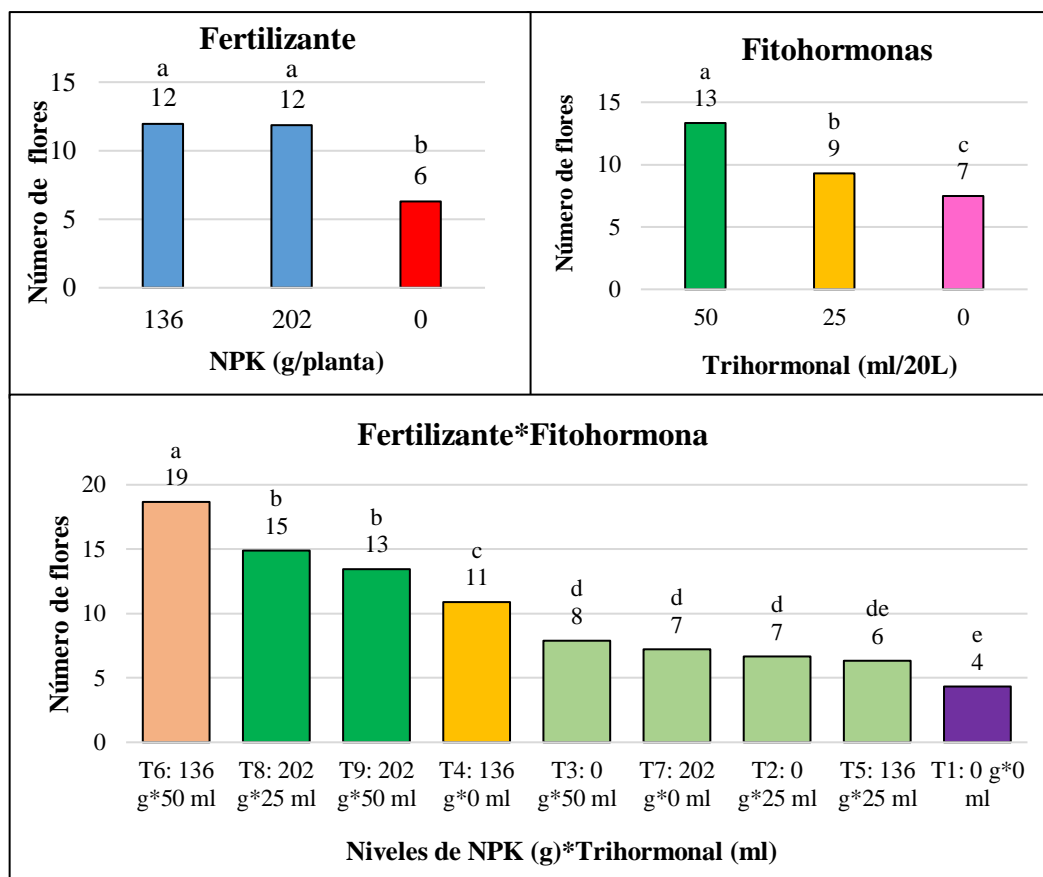 Fertilizante
a
12
a
12
b
6
15
10
5
0
Número de flores
136 202 0
NPK (g/planta)
Fitohormonas
a
13
b
9
c
7
15
10
5
0
Número de flores
50 25 0
Trihormonal (ml/20L)
Fertilizante*Fitohormona
a
19
b
15
b
13
c
11
d
8
d
7
d
7
de
6
e
4
20
15
10
5
0
Número de flores
T6: 136
g*50 ml
T8: 202
g*25 ml
T9: 202
g*50 ml
T4: 136
g*0 ml
T3: 0
g*50 ml
T7: 202
g*0 ml
T2: 0
g*25 ml
T5: 136
g*25 ml
T1: 0 g*0
ml
Niveles de NPK (g)*Trihormonal (ml)